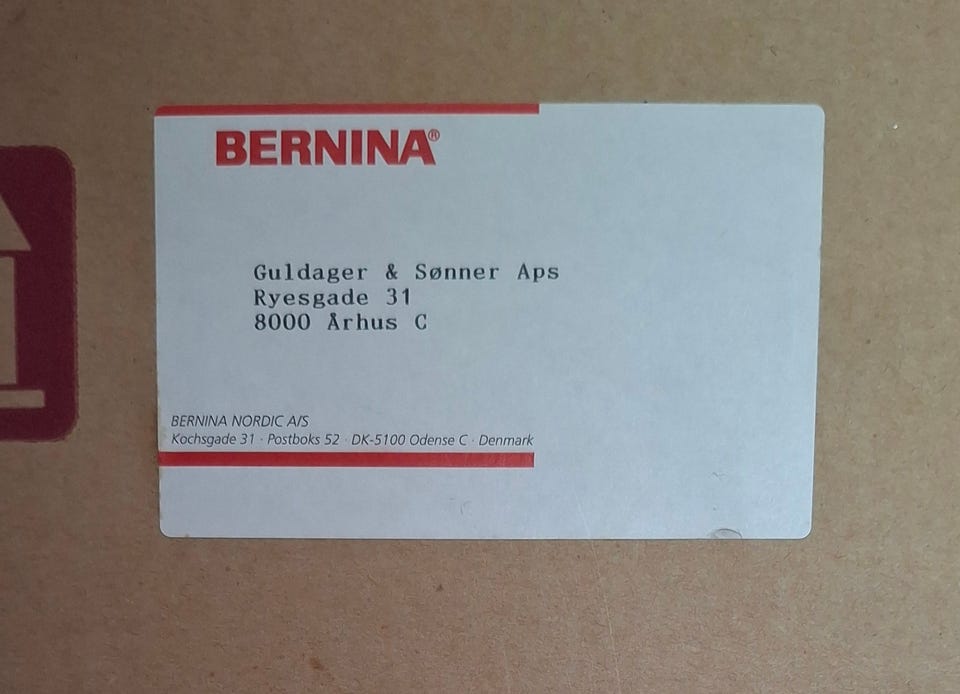 BERNINA®
Guldager & Sønner Aps
Ryesgade 31
8000 Århus C
BERNINA NORDIC A/S
Kochsgade 31 · Postboks 52 · DK-5100 Odense C · Denmark